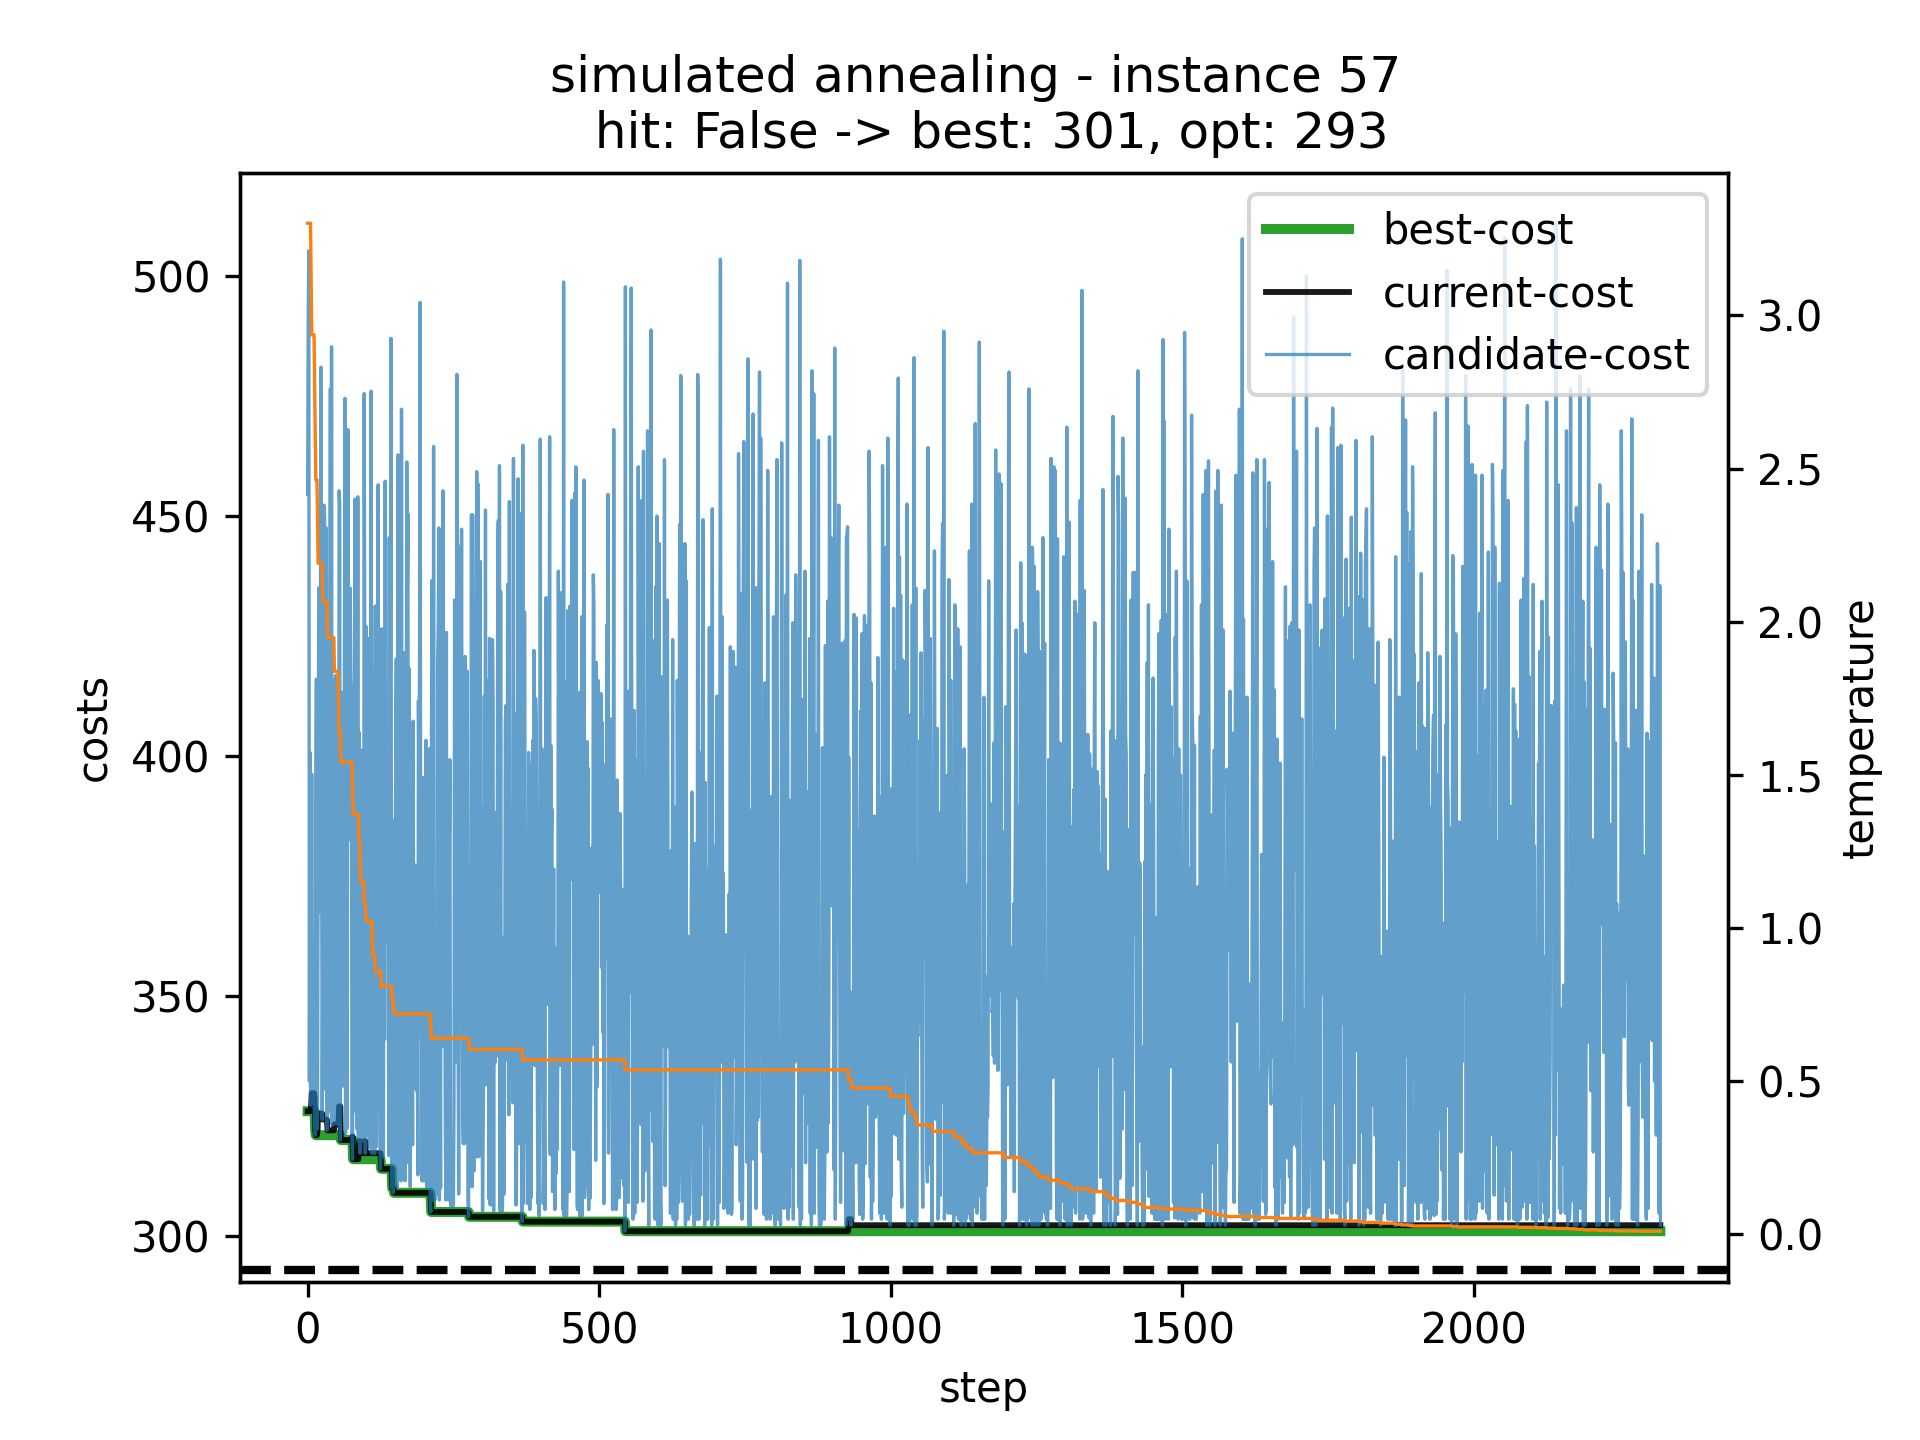 simulated annealing - instance 57
hit: False -> best: 301, opt: 293
best-cost
current-cost
candidate-cost
costs
500
450
400
350
300
3.0
2.5
2.0
1.5
1.0
0.5
0.0
temperature
0 500 1000 1500 2000
step